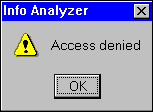 Info Analyzer
Access denied
OK